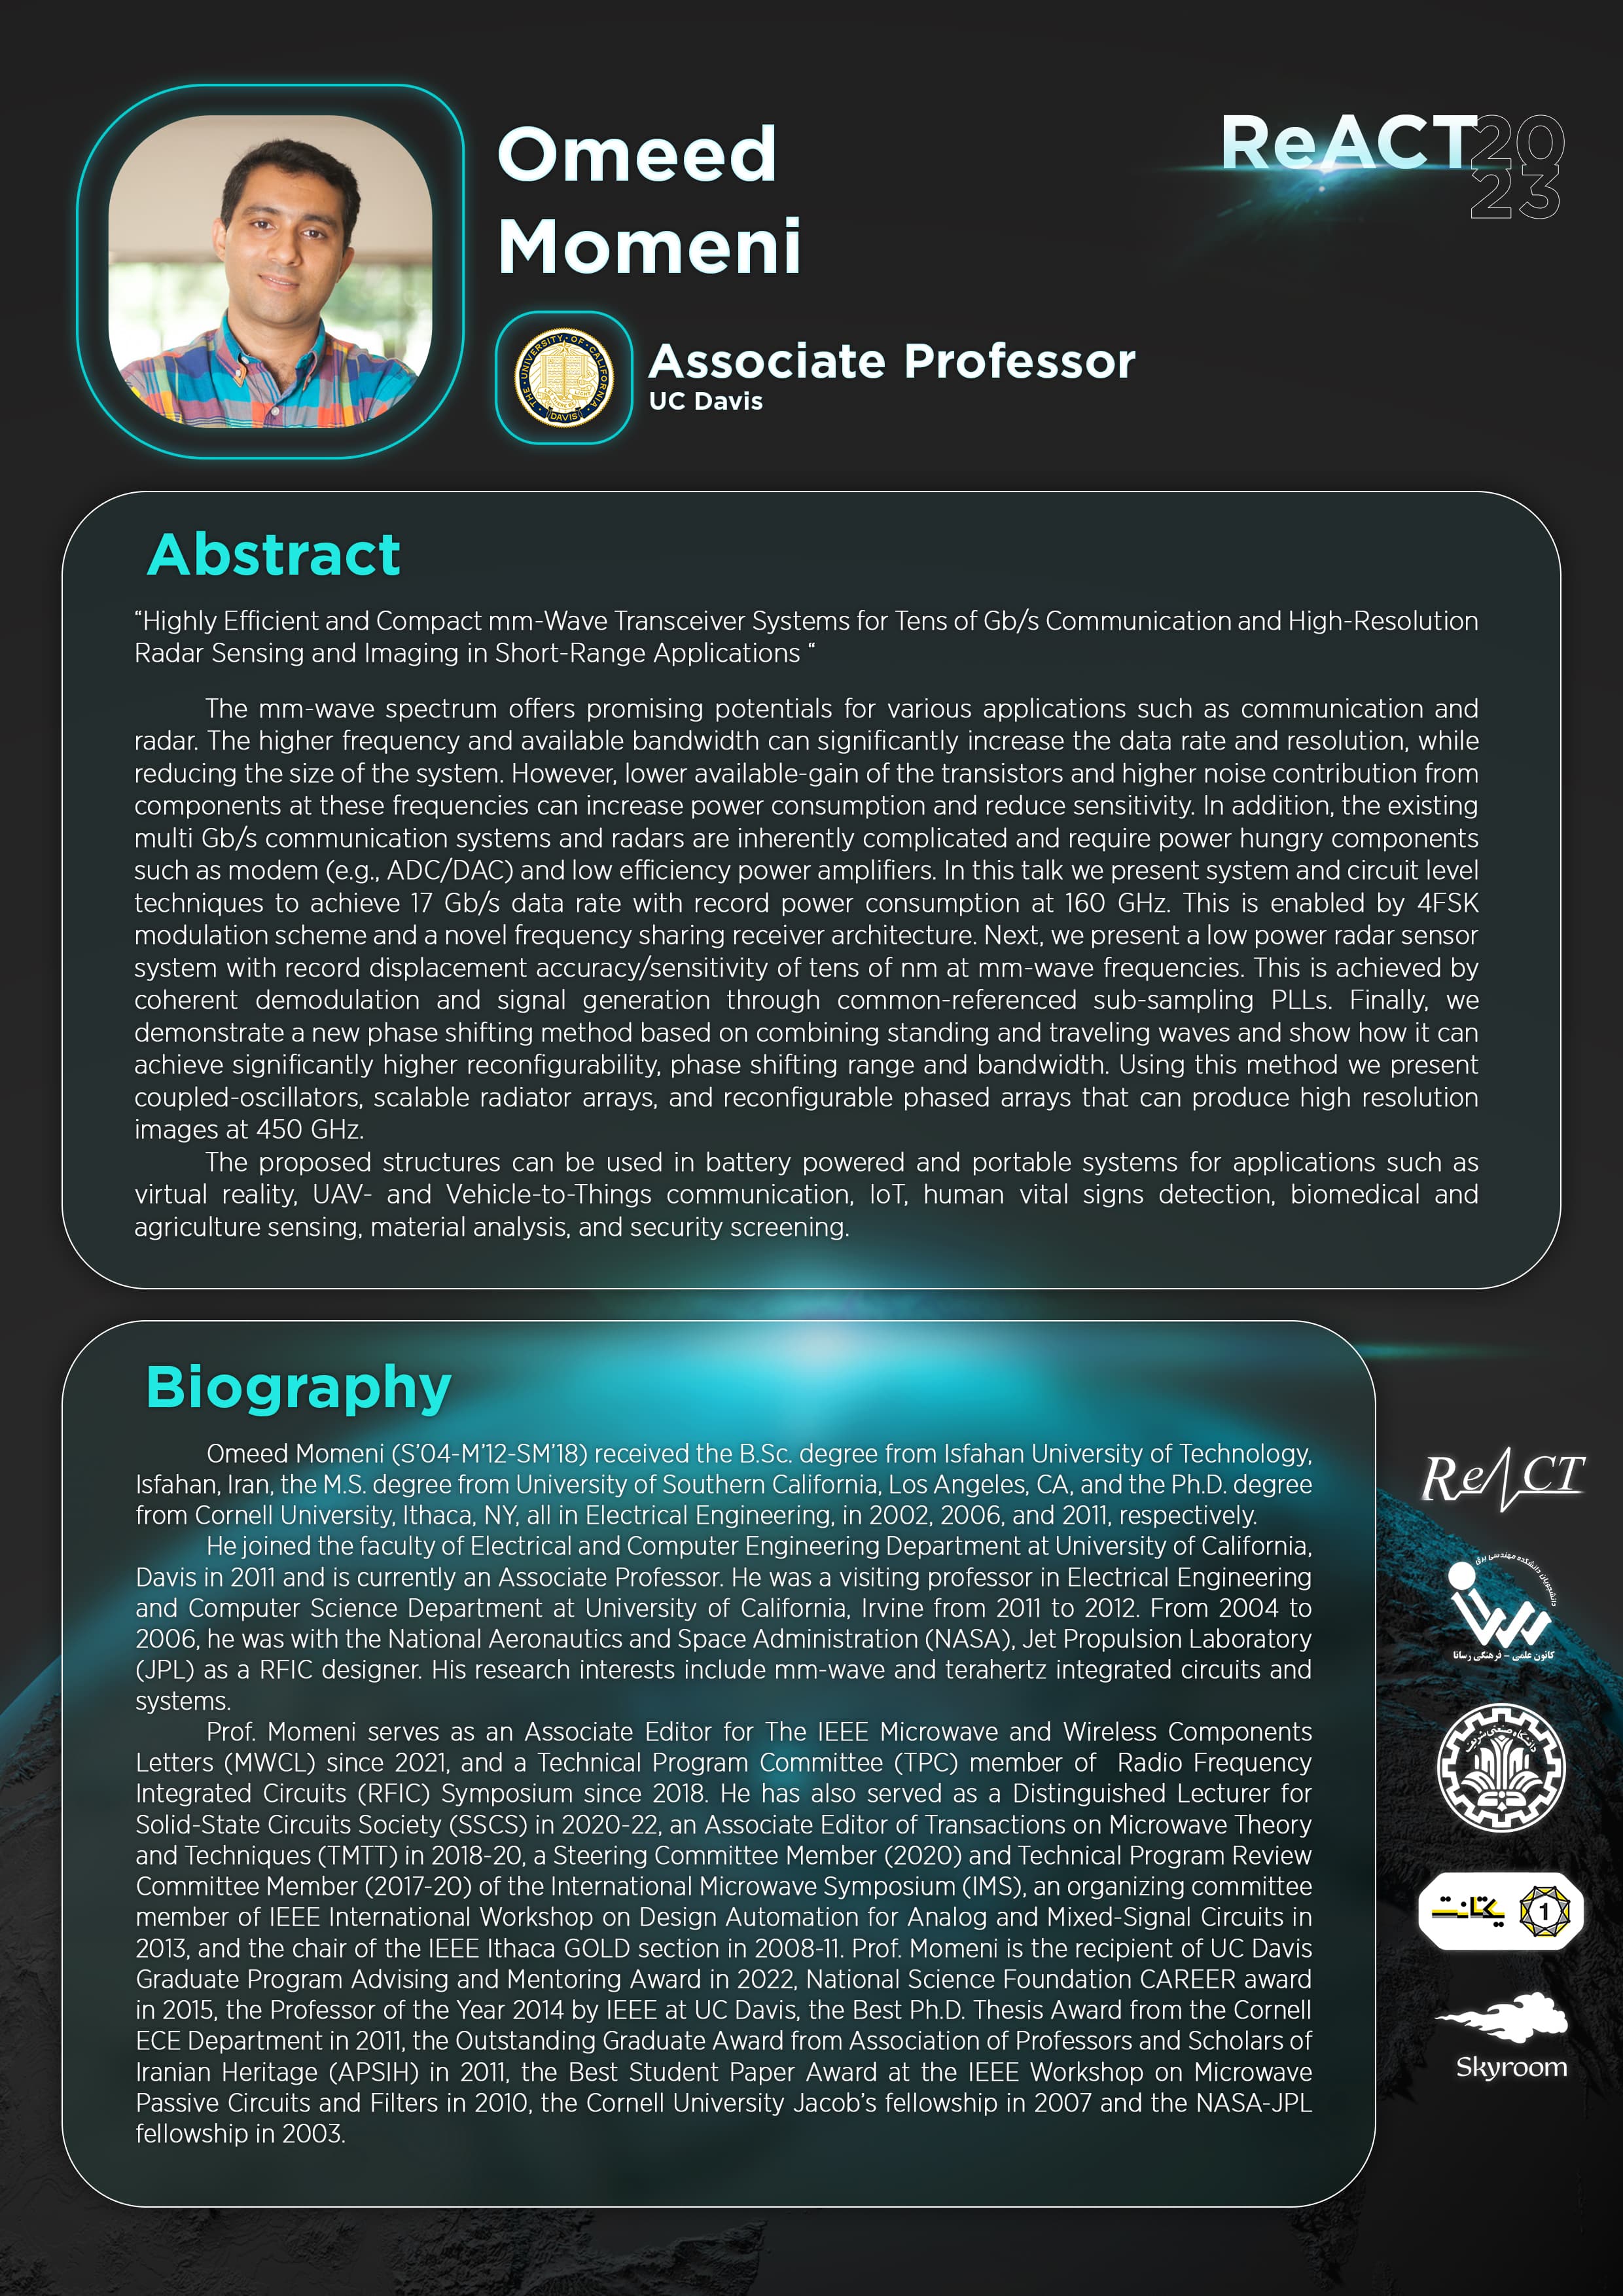 Omeed
Momeni
ReACT
20
23
THE · UNIVERSITY · OF · CALIFORNIA
DAVIS
Associate Professor
UC Davis
Abstract
“Highly Efficient and Compact mm-Wave Transceiver Systems for Tens of Gb/s Communication and High-Resolution
Radar Sensing and Imaging in Short-Range Applications “
The mm-wave spectrum offers promising potentials for various applications such as communication and
radar. The higher frequency and available bandwidth can significantly increase the data rate and resolution, while
reducing the size of the system. However, lower available-gain of the transistors and higher noise contribution from
components at these frequencies can increase power consumption and reduce sensitivity. In addition, the existing
multi Gb/s communication systems and radars are inherently complicated and require power hungry components
such as modem (e.g., ADC/DAC) and low efficiency power amplifiers. In this talk we present system and circuit level
techniques to achieve 17 Gb/s data rate with record power consumption at 160 GHz. This is enabled by 4FSK
modulation scheme and a novel frequency sharing receiver architecture. Next, we present a low power radar sensor
system with record displacement accuracy/sensitivity of tens of nm at mm-wave frequencies. This is achieved by
coherent demodulation and signal generation through common-referenced sub-sampling PLLs. Finally, we
demonstrate a new phase shifting method based on combining standing and traveling waves and show how it can
achieve significantly higher reconfigurability, phase shifting range and bandwidth. Using this method we present
coupled-oscillators, scalable radiator arrays, and reconfigurable phased arrays that can produce high resolution
images at 450 GHz.
The proposed structures can be used in battery powered and portable systems for applications such as
virtual reality, UAV- and Vehicle-to-Things communication, IoT, human vital signs detection, biomedical and
agriculture sensing, material analysis, and security screening.
Biography
Omeed Momeni (S’04-M’12-SM’18) received the B.Sc. degree from Isfahan University of Technology,
Isfahan, Iran, the M.S. degree from University of Southern California, Los Angeles, CA, and the Ph.D. degree
from Cornell University, Ithaca, NY, all in Electrical Engineering, in 2002, 2006, and 2011, respectively.
He joined the faculty of Electrical and Computer Engineering Department at University of California,
Davis in 2011 and is currently an Associate Professor. He was a visiting professor in Electrical Engineering
and Computer Science Department at University of California, Irvine from 2011 to 2012. From 2004 to
2006, he was with the National Aeronautics and Space Administration (NASA), Jet Propulsion Laboratory
(JPL) as a RFIC designer. His research interests include mm-wave and terahertz integrated circuits and
systems.
Prof. Momeni serves as an Associate Editor for The IEEE Microwave and Wireless Components
Letters (MWCL) since 2021, and a Technical Program Committee (TPC) member of Radio Frequency
Integrated Circuits (RFIC) Symposium since 2018. He has also served as a Distinguished Lecturer for
Solid-State Circuits Society (SSCS) in 2020-22, an Associate Editor of Transactions on Microwave Theory
and Techniques (TMTT) in 2018-20, a Steering Committee Member (2020) and Technical Program Review
Committee Member (2017-20) of the International Microwave Symposium (IMS), an organizing committee
member of IEEE International Workshop on Design Automation for Analog and Mixed-Signal Circuits in
2013, and the chair of the IEEE Ithaca GOLD section in 2008-11. Prof. Momeni is the recipient of UC Davis
Graduate Program Advising and Mentoring Award in 2022, National Science Foundation CAREER award
in 2015, the Professor of the Year 2014 by IEEE at UC Davis, the Best Ph.D. Thesis Award from the Cornell
ECE Department in 2011, the Outstanding Graduate Award from Association of Professors and Scholars of
Iranian Heritage (APSIH) in 2011, the Best Student Paper Award at the IEEE Workshop on Microwave
Passive Circuits and Filters in 2010, the Cornell University Jacob’s fellowship in 2007 and the NASA-JPL
fellowship in 2003.
ReACT
دانشجویان دانشکده مهندسی برق
کانون علمی - فرهنگی رسانا
دانشگاه صنعتی شریف
یکتانت
1
Skyroom